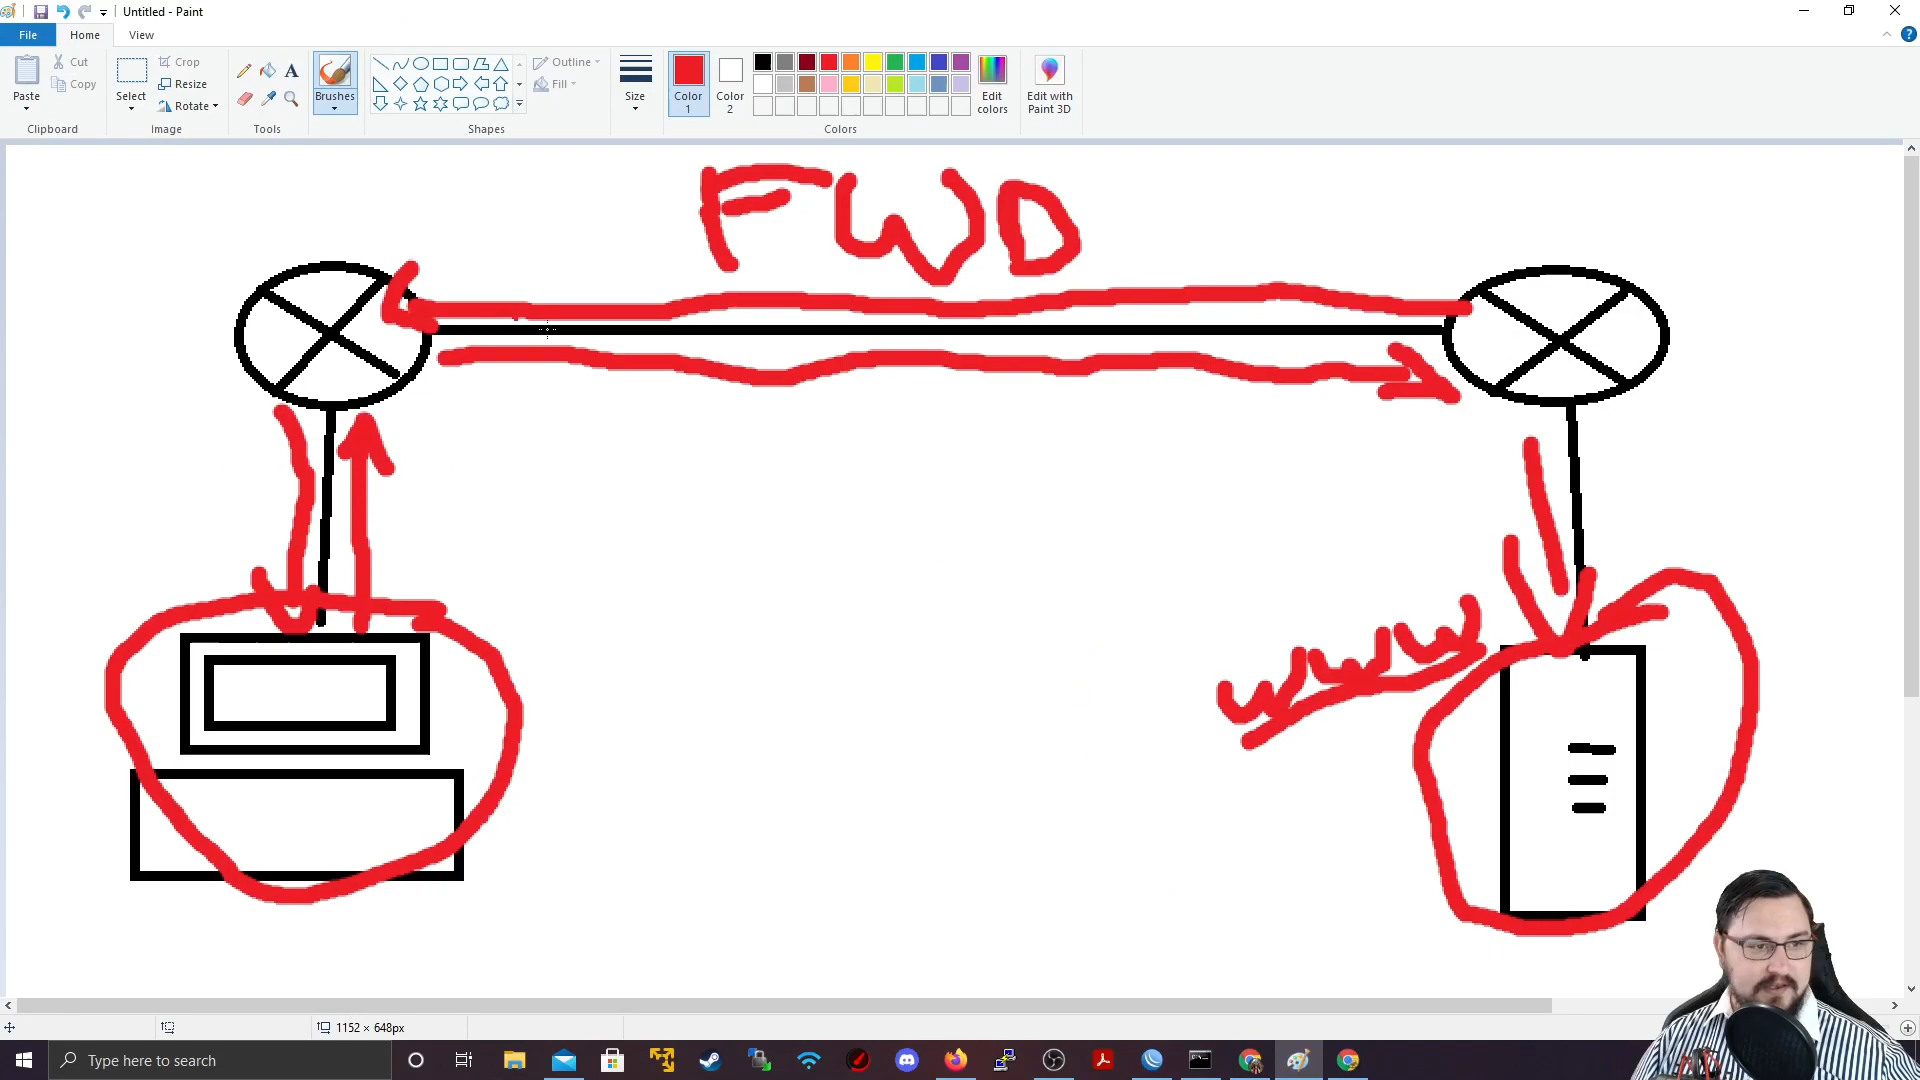 Untitled - Paint
File Home View
Paste
Cut
Copy
Clipboard
Select
Crop
Resize
Rotate
Image
Tools
Brushes
Shapes
Outline
Fill
Size
Color 1
Color 2
Colors
Edit colors
Edit with Paint 3D
FWD
www
1152 × 648px
Type here to search